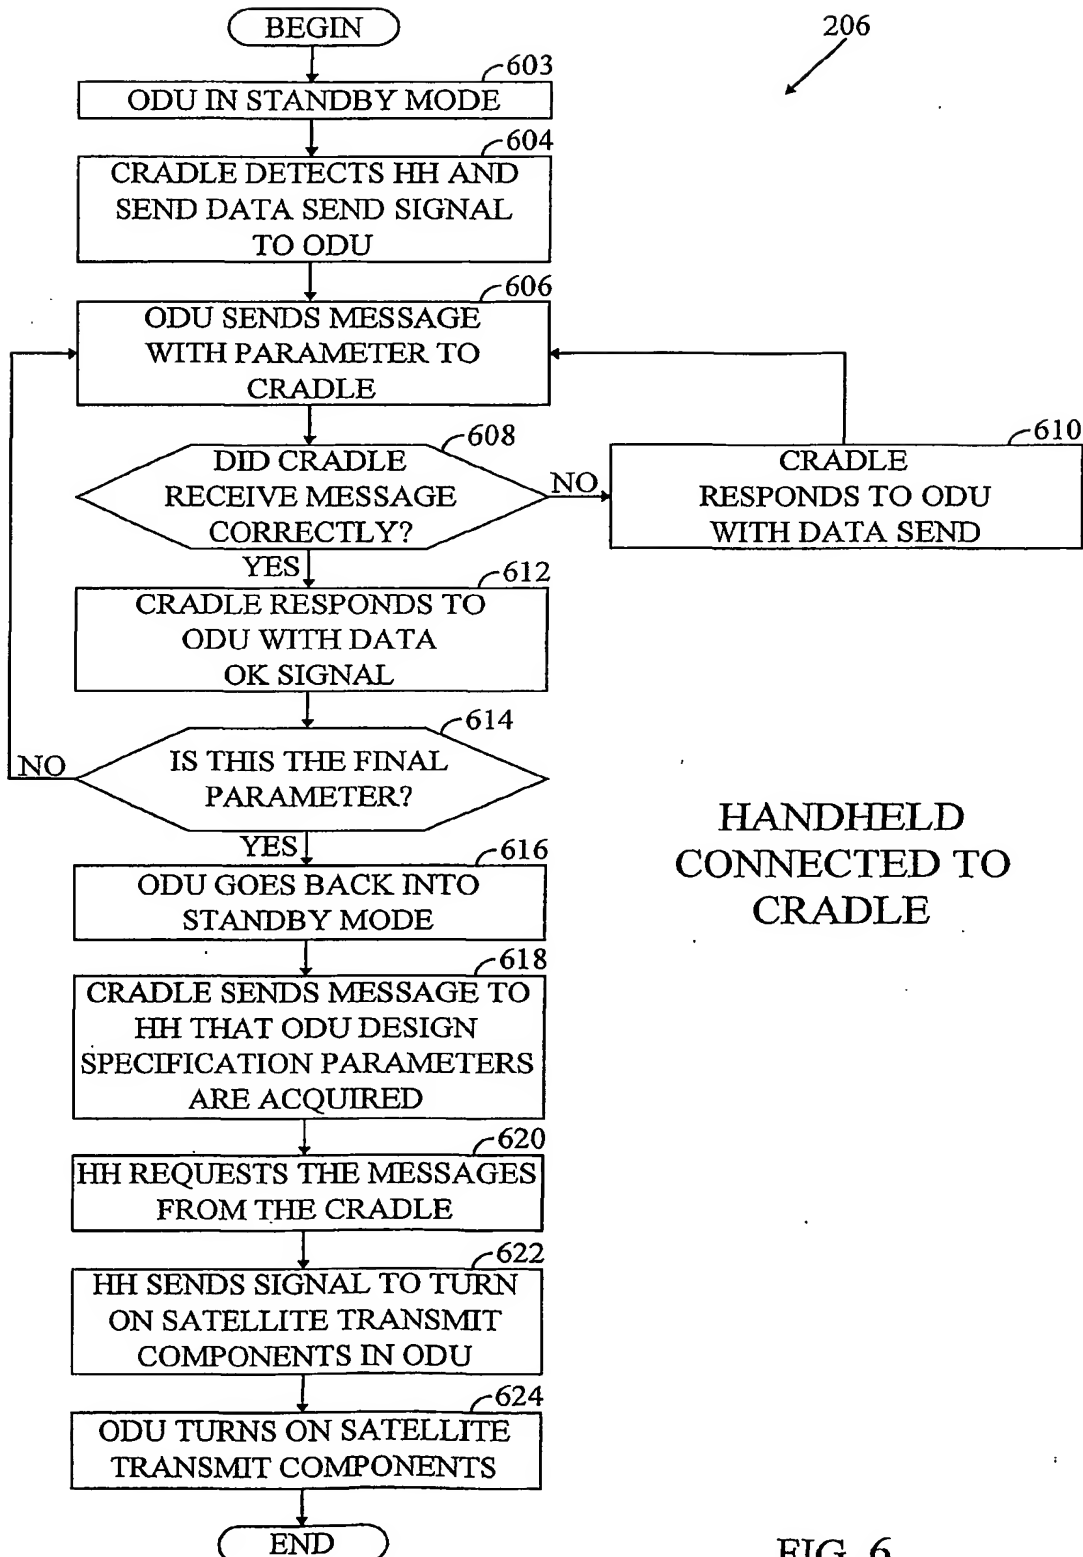 BEGIN
206
603
ODU IN STANDBY MODE
604
CRADLE DETECTS HH AND
SEND DATA SEND SIGNAL
TO ODU
606
ODU SENDS MESSAGE
WITH PARAMETER TO
CRADLE
608
DID CRADLE
RECEIVE MESSAGE
CORRECTLY?
NO
610
CRADLE
RESPONDS TO ODU
WITH DATA SEND
YES
612
CRADLE RESPONDS TO
ODU WITH DATA
OK SIGNAL
614
IS THIS THE FINAL
PARAMETER?
NO
YES
616
ODU GOES BACK INTO
STANDBY MODE
HANDHELD
CONNECTED TO
CRADLE
618
CRADLE SENDS MESSAGE TO
HH THAT ODU DESIGN
SPECIFICATION PARAMETERS
ARE ACQUIRED
620
HH REQUESTS THE MESSAGES
FROM THE CRADLE
622
HH SENDS SIGNAL TO TURN
ON SATELLITE TRANSMIT
COMPONENTS IN ODU
624
ODU TURNS ON SATELLITE
TRANSMIT COMPONENTS
END
FIG. 6